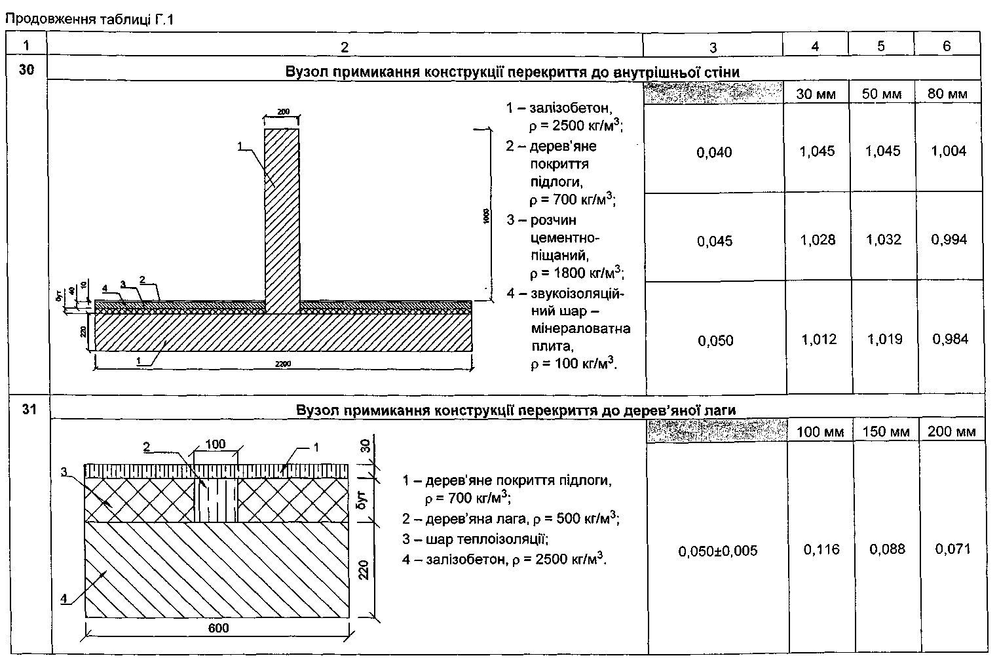 Продовження таблиці Г.1
1 2 3 4 5 6
30 Вузол примикання конструкції перекриття до внутрішньої стіни
30 мм 50 мм 80 мм
0,040 1,045 1,045 1,004
0,045 1,028 1,032 0,994
0,050 1,012 1,019 0,984
200
1
1000
4 3 2
δут 40 10
220
1
2200
1 – залізобетон,
ρ = 2500 кг/м³;
2 – дерев'яне
покриття
підлоги,
ρ = 700 кг/м³;
3 – розчин
цементно-
піщаний,
ρ = 1800 кг/м³;
4 – звукоізоляцій-
ний шар –
мінераловатна
плита,
ρ = 100 кг/м³.
31 Вузол примикання конструкції перекриття до дерев'яної лаги
100 мм 150 мм 200 мм
0,050±0,005 0,116 0,088 0,071
2 100 1 30
3
δут
220
4
600
1 – дерев'яне покриття підлоги,
ρ = 700 кг/м³;
2 – дерев'яна лага, ρ = 500 кг/м³;
3 – шар теплоізоляції;
4 – залізобетон, ρ = 2500 кг/м³.